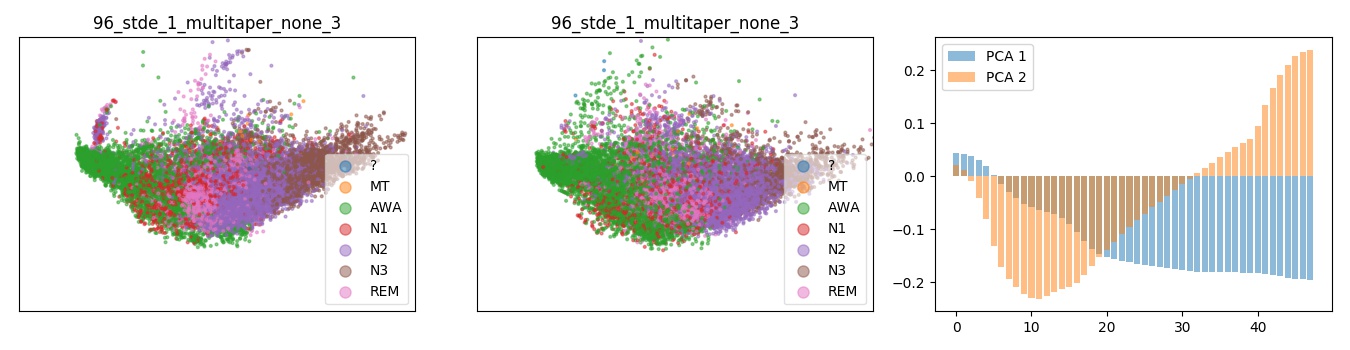 96_stde_1_multitaper_none_3
?
MT
AWA
N1
N2
N3
REM
96_stde_1_multitaper_none_3
?
MT
AWA
N1
N2
N3
REM
PCA 1
PCA 2
0.2
0.1
0.0
−0.1
−0.2
0 10 20 30 40